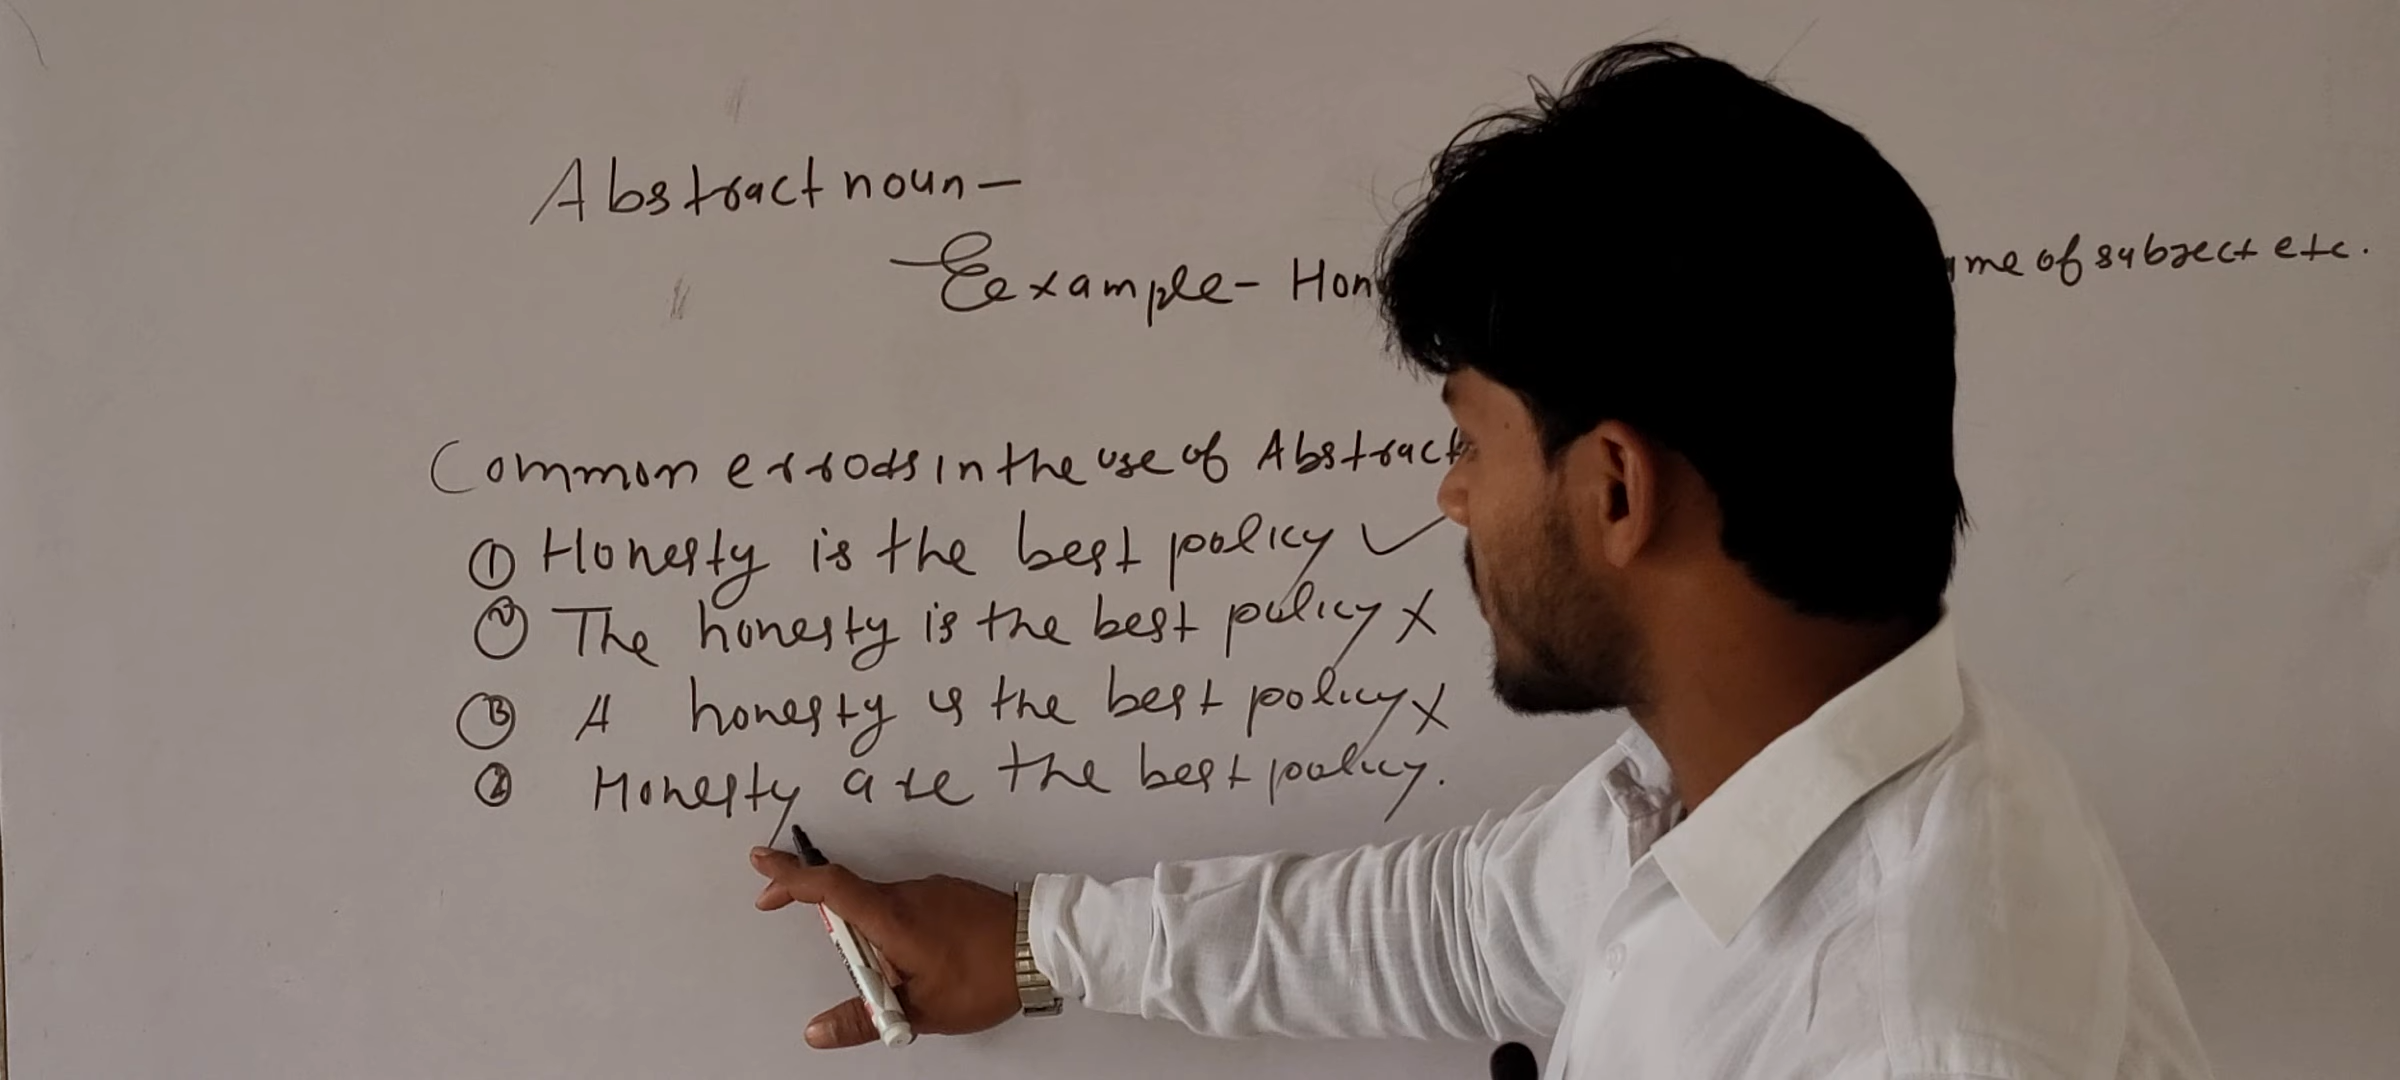 Abstract noun—
Eexample- Hon me of subject etc.
Common errors in the use of Abstract
① Honesty is the best policy ✓
② The honesty is the best policy X
③ A honesty is the best policy X
④ Honesty are the best policy.